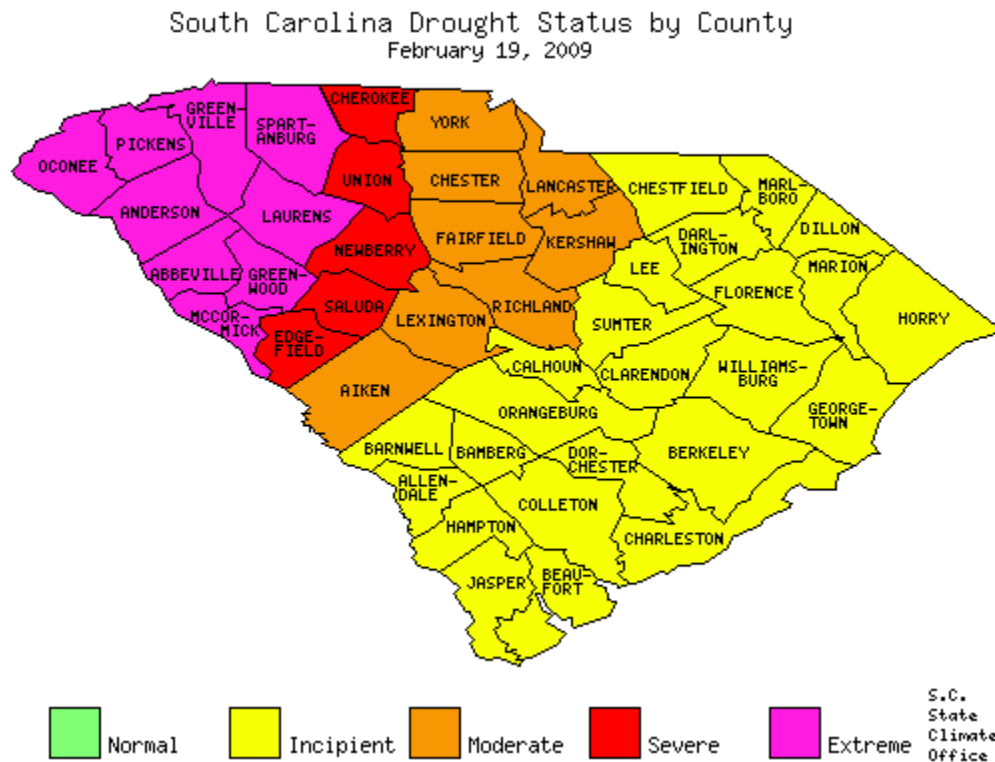 South Carolina Drought Status by County
February 19, 2009
CHEROKEE
GREEN-
VILLE
YORK
SPART-
ANBURG
PICKENS
OCONEE
UNION
CHESTER
LANCASTER
CHESTFIELD
MARL-
BORO
ANDERSON
LAURENS
DILLON
NEWBERRY
FAIRFIELD
KERSHAW
DARL-
INGTON
ABBEVILLE
GREEN-
WOOD
LEE
MARION
FLORENCE
SALUDA
RICHLAND
MCCOR-
MICK
LEXINGTON
SUMTER
HORRY
EDGE-
FIELD
CALHOUN
CLARENDON
WILLIAMS-
BURG
AIKEN
ORANGEBURG
GEORGE-
TOWN
BARNWELL
BAMBERG
DOR-
CHESTER
BERKELEY
ALLEN-
DALE
COLLETON
HAMPTON
CHARLESTON
JASPER
BEAU-
FORT
Normal
Incipient
Moderate
Severe
Extreme
S.C.
State
Climate
Office